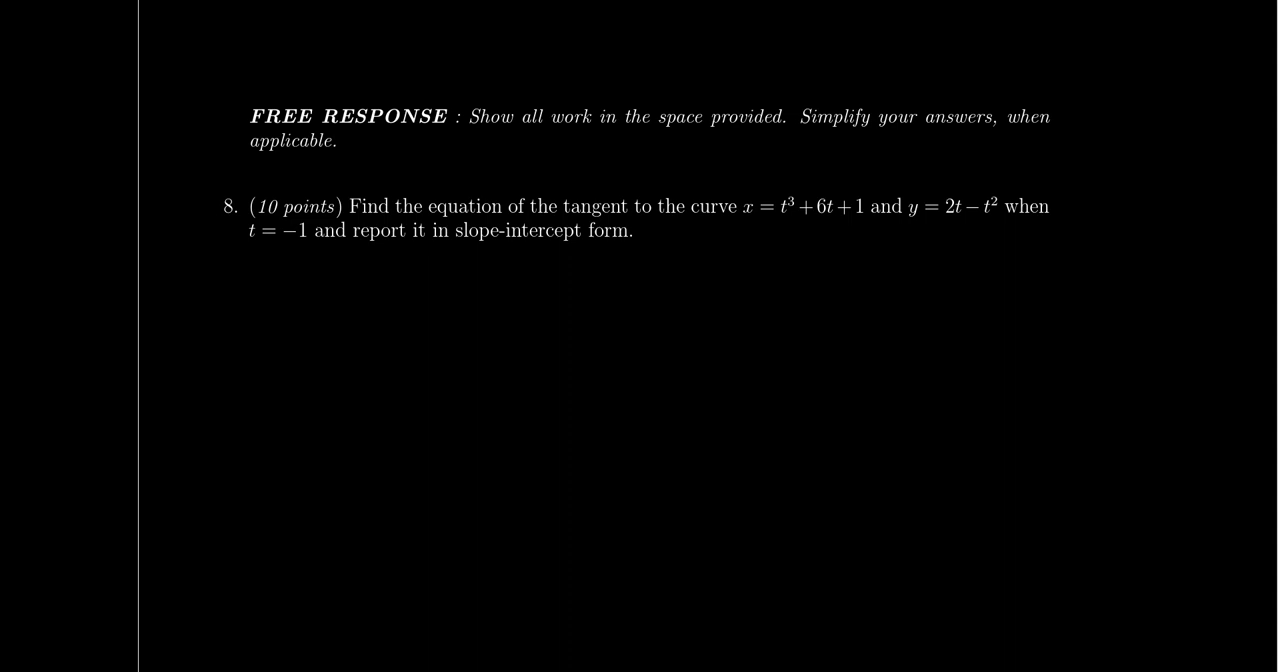 FREE RESPONSE : Show all work in the space provided. Simplify your answers, when
applicable.
8. (10 points) Find the equation of the tangent to the curve x = t³ + 6t + 1 and y = 2t − t² when
t = −1 and report it in slope-intercept form.